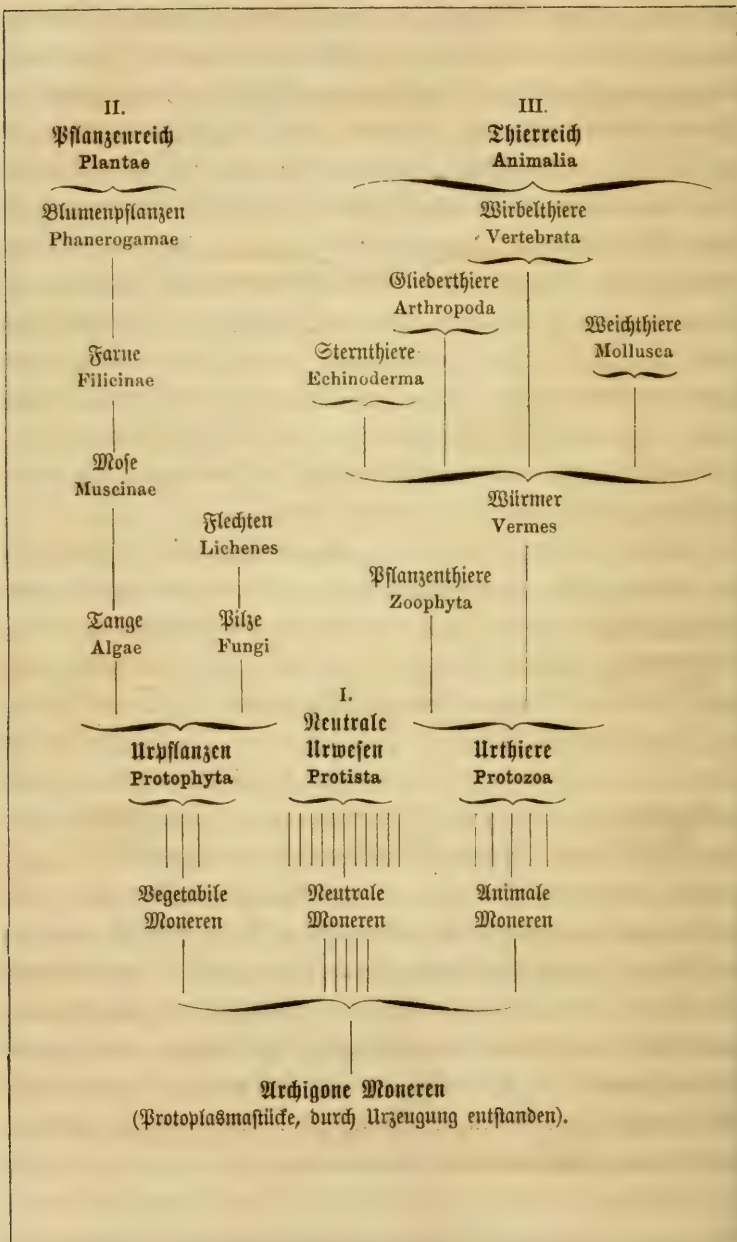 II.
Pflanzenreich
Plantae
Blumenpflanzen
Phanerogamae
Farne
Filicinae
Mose
Muscinae
Flechten
Lichenes
Tange
Algae
Pilze
Fungi
Urpflanzen
Protophyta
Vegetabile
Moneren
I.
Neutrale
Urwesen
Protista
Neutrale
Moneren
III.
Thierreich
Animalia
Wirbelthiere
Vertebrata
Gliederthiere
Arthropoda
Sternthiere
Echinoderma
Weichthiere
Mollusca
Würmer
Vermes
Pflanzenthiere
Zoophyta
Urthiere
Protozoa
Animale
Moneren
Archigone Moneren
(Protoplasmastücke, durch Urzeugung entstanden).